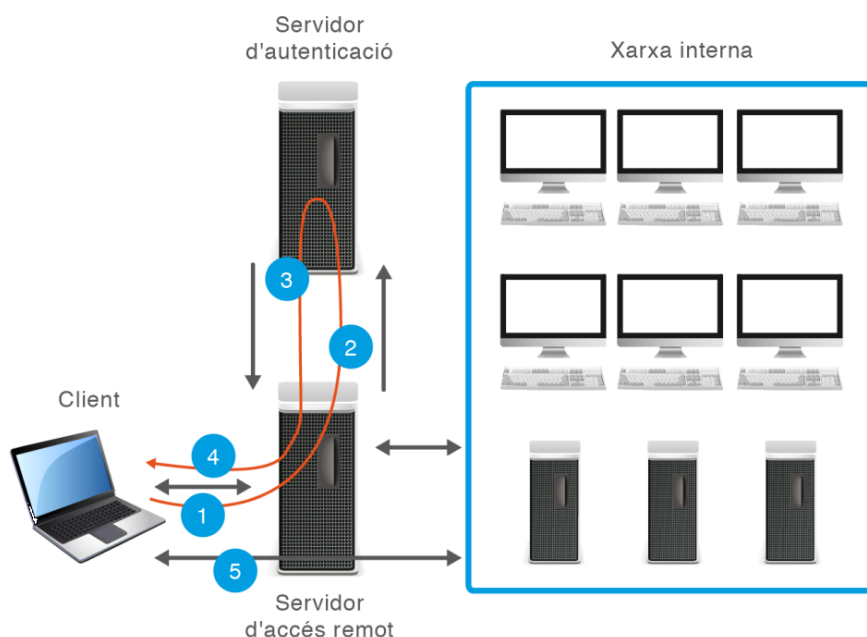 Servidor
d'autenticació
Xarxa interna
3
2
Client
4
1
5
Servidor
d'accés remot